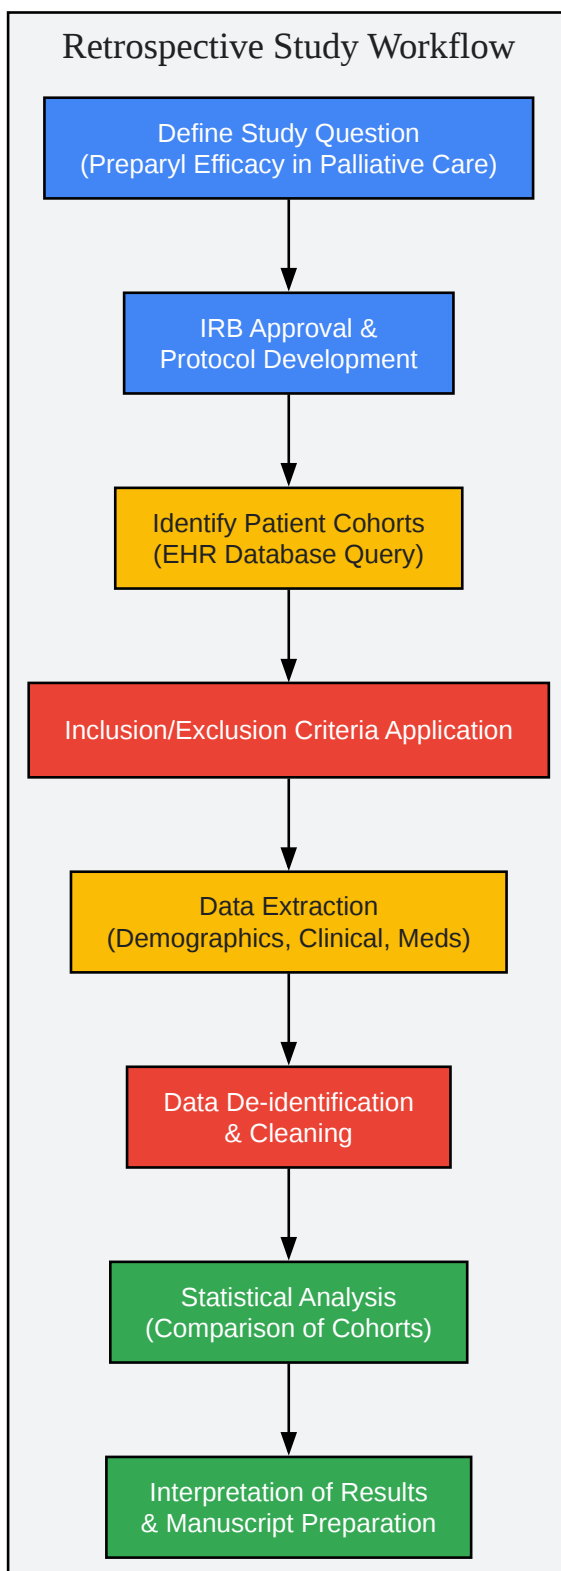 Retrospective Study Workflow
Define Study Question
(Preparyl Efficacy in Palliative Care)
IRB Approval &
Protocol Development
Identify Patient Cohorts
(EHR Database Query)
Inclusion/Exclusion Criteria Application
Data Extraction
(Demographics, Clinical, Meds)
Data De-identification
& Cleaning
Statistical Analysis
(Comparison of Cohorts)
Interpretation of Results
& Manuscript Preparation